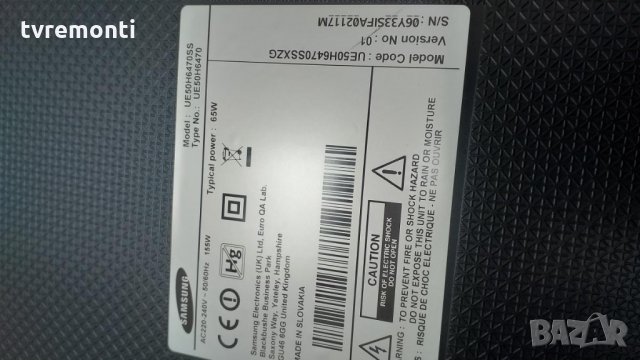 tvremonti
SAMSUNG
Model : UE50H6470SS
Type No.: UE50H6470
AC220-240V ~ 50/60Hz 155W
Typical power : 65W
Hg
Samsung Electronics (UK) Ltd, Euro QA Lab.
Blackbushe Business Park
Saxony Way, Yateley, Hampshire
GU46 6GG United Kingdom
MADE IN SLOVAKIA
Model Code : UE50H6470SSXZG
Version No : 01
S/N : 06Y33SIFA02117M
CAUTION
RISK OF ELECTRIC SHOCK
DO NOT OPEN
: TO PREVENT FIRE OR SHOCK HAZARD
DO NOT EXPOSE THIS UNIT TO RAIN OR MOISTURE
: RISQUE DE CHOC ELECTRIQUE - NE PAS OUVRIR
BAZAR